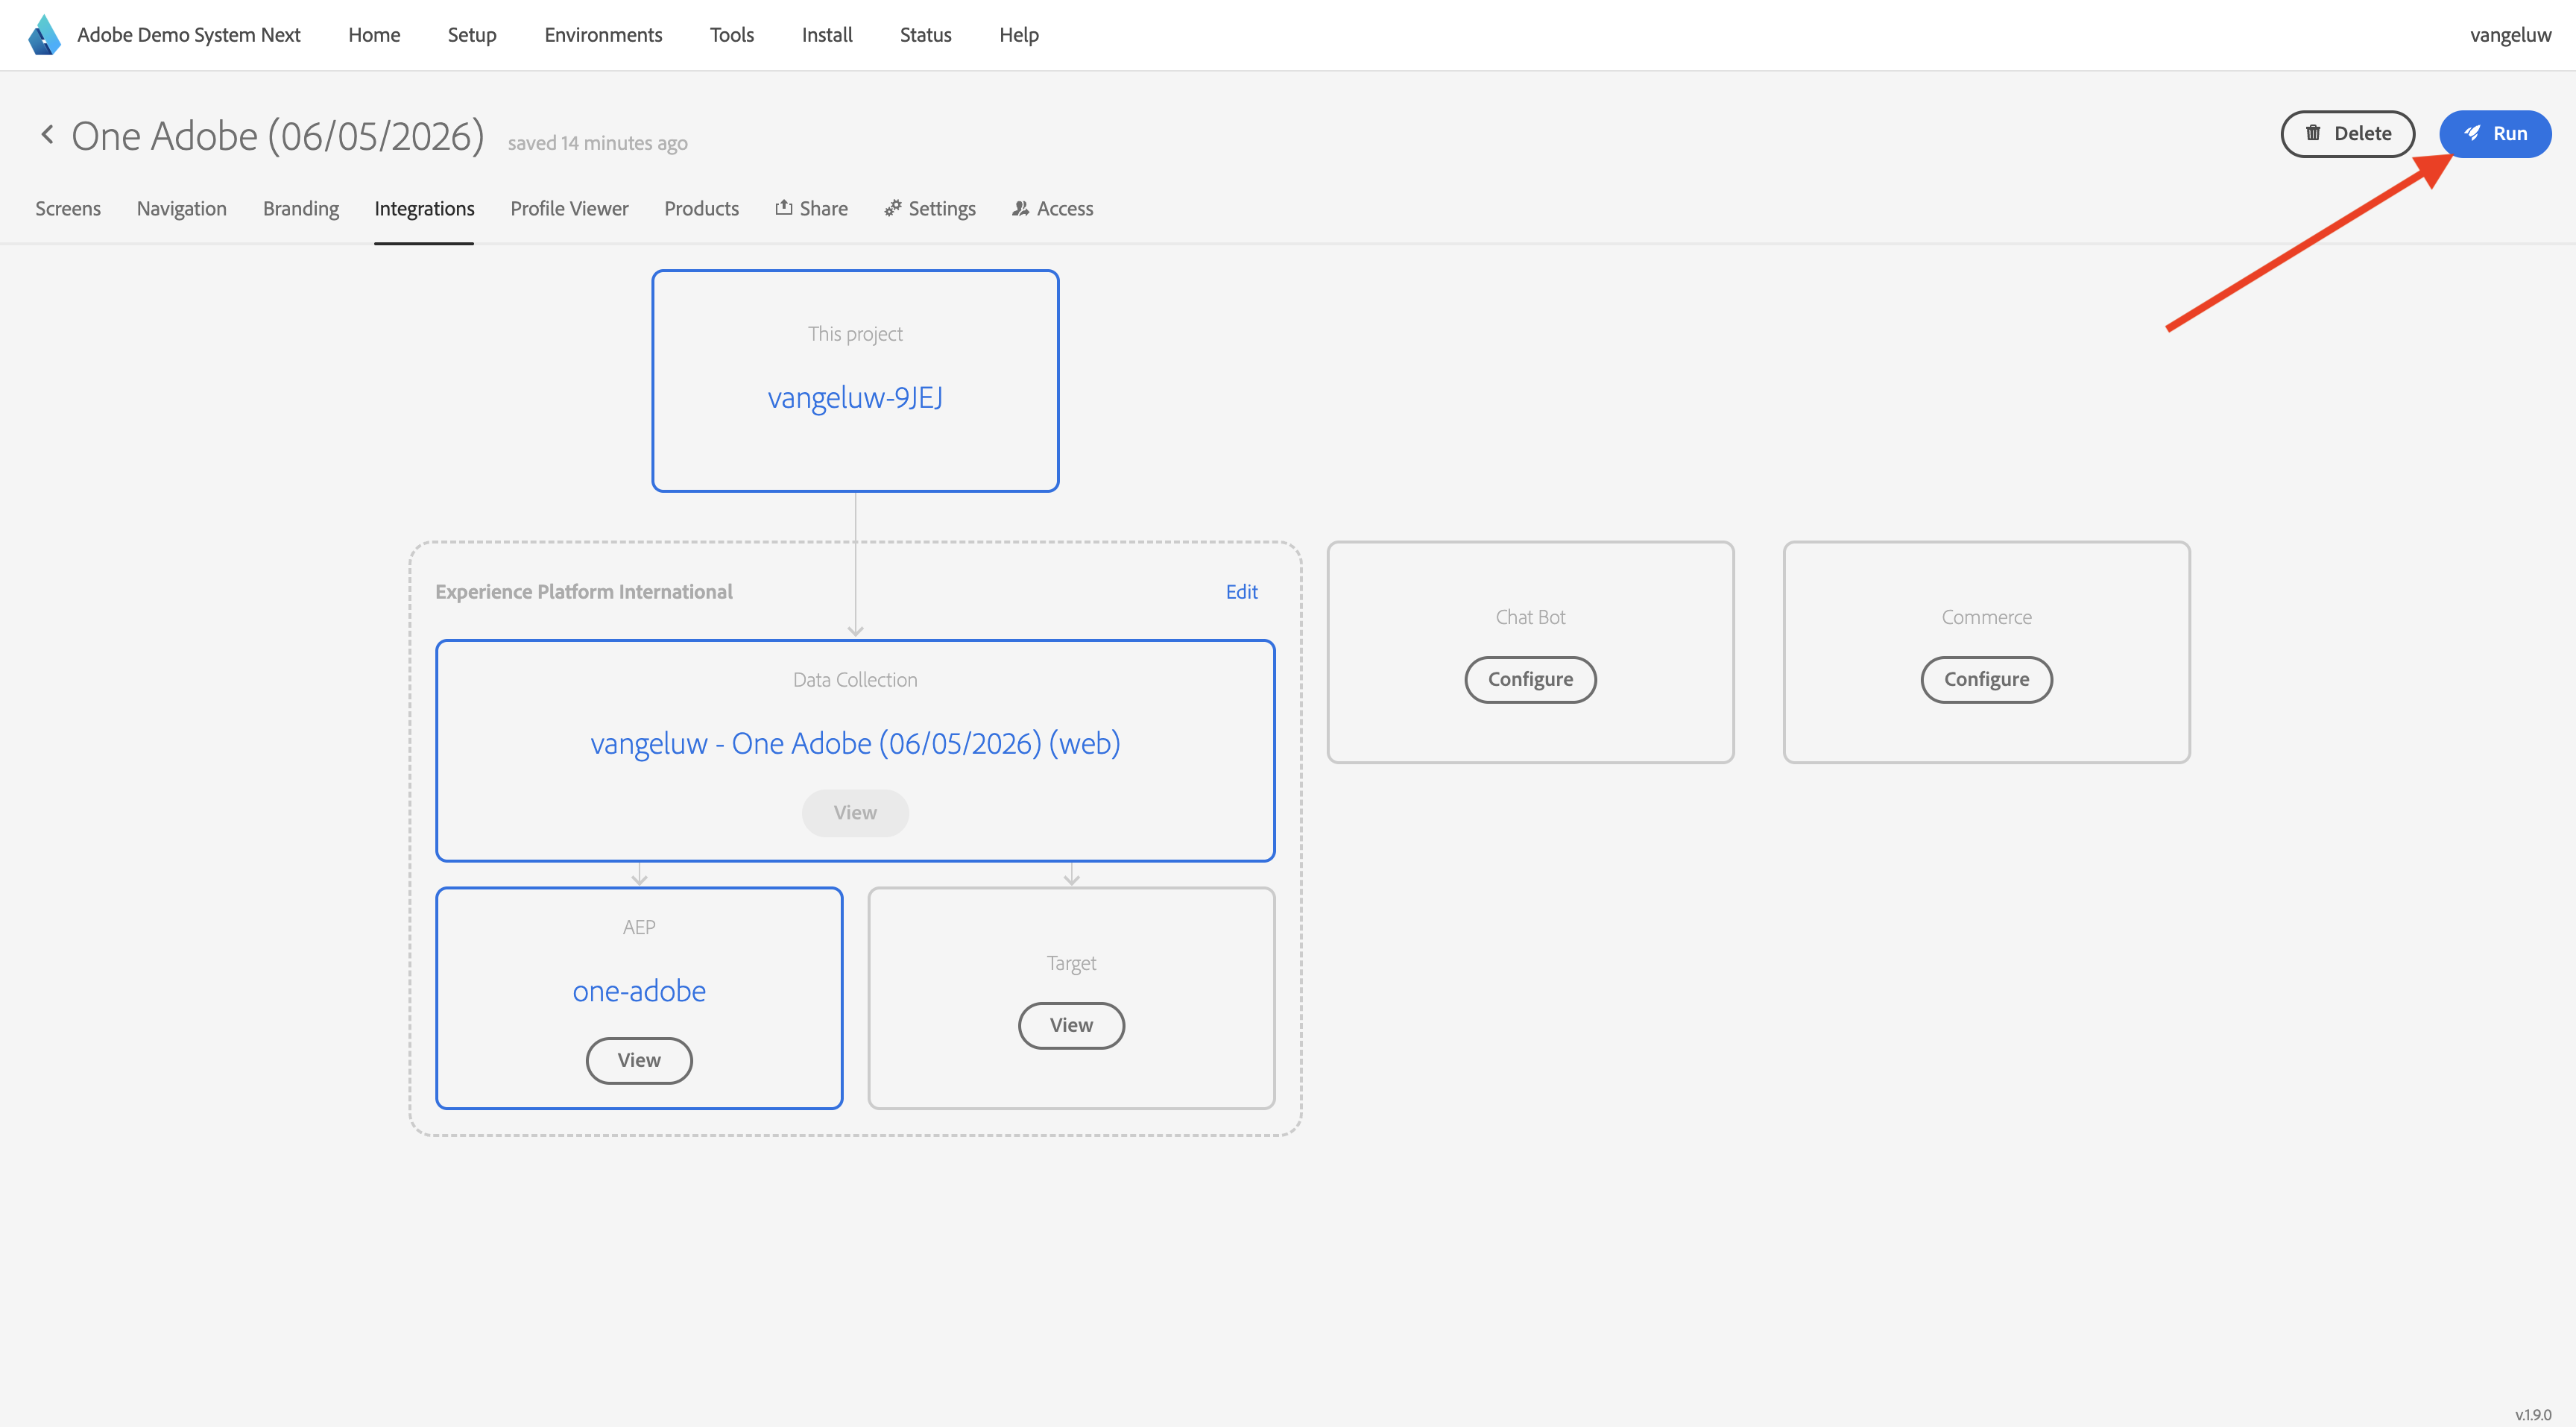 Adobe Demo System Next Home Setup Environments Tools Install Status Help vangeluw
One Adobe (06/05/2026) saved 14 minutes ago Delete Run
Screens Navigation Branding Integrations Profile Viewer Products Share Settings Access
This project
vangeluw-9JEJ
Experience Platform International Edit
Data Collection
vangeluw - One Adobe (06/05/2026) (web)
View
AEP
one-adobe
View
Target
View
Chat Bot
Configure
Commerce
Configure
v.1.9.0